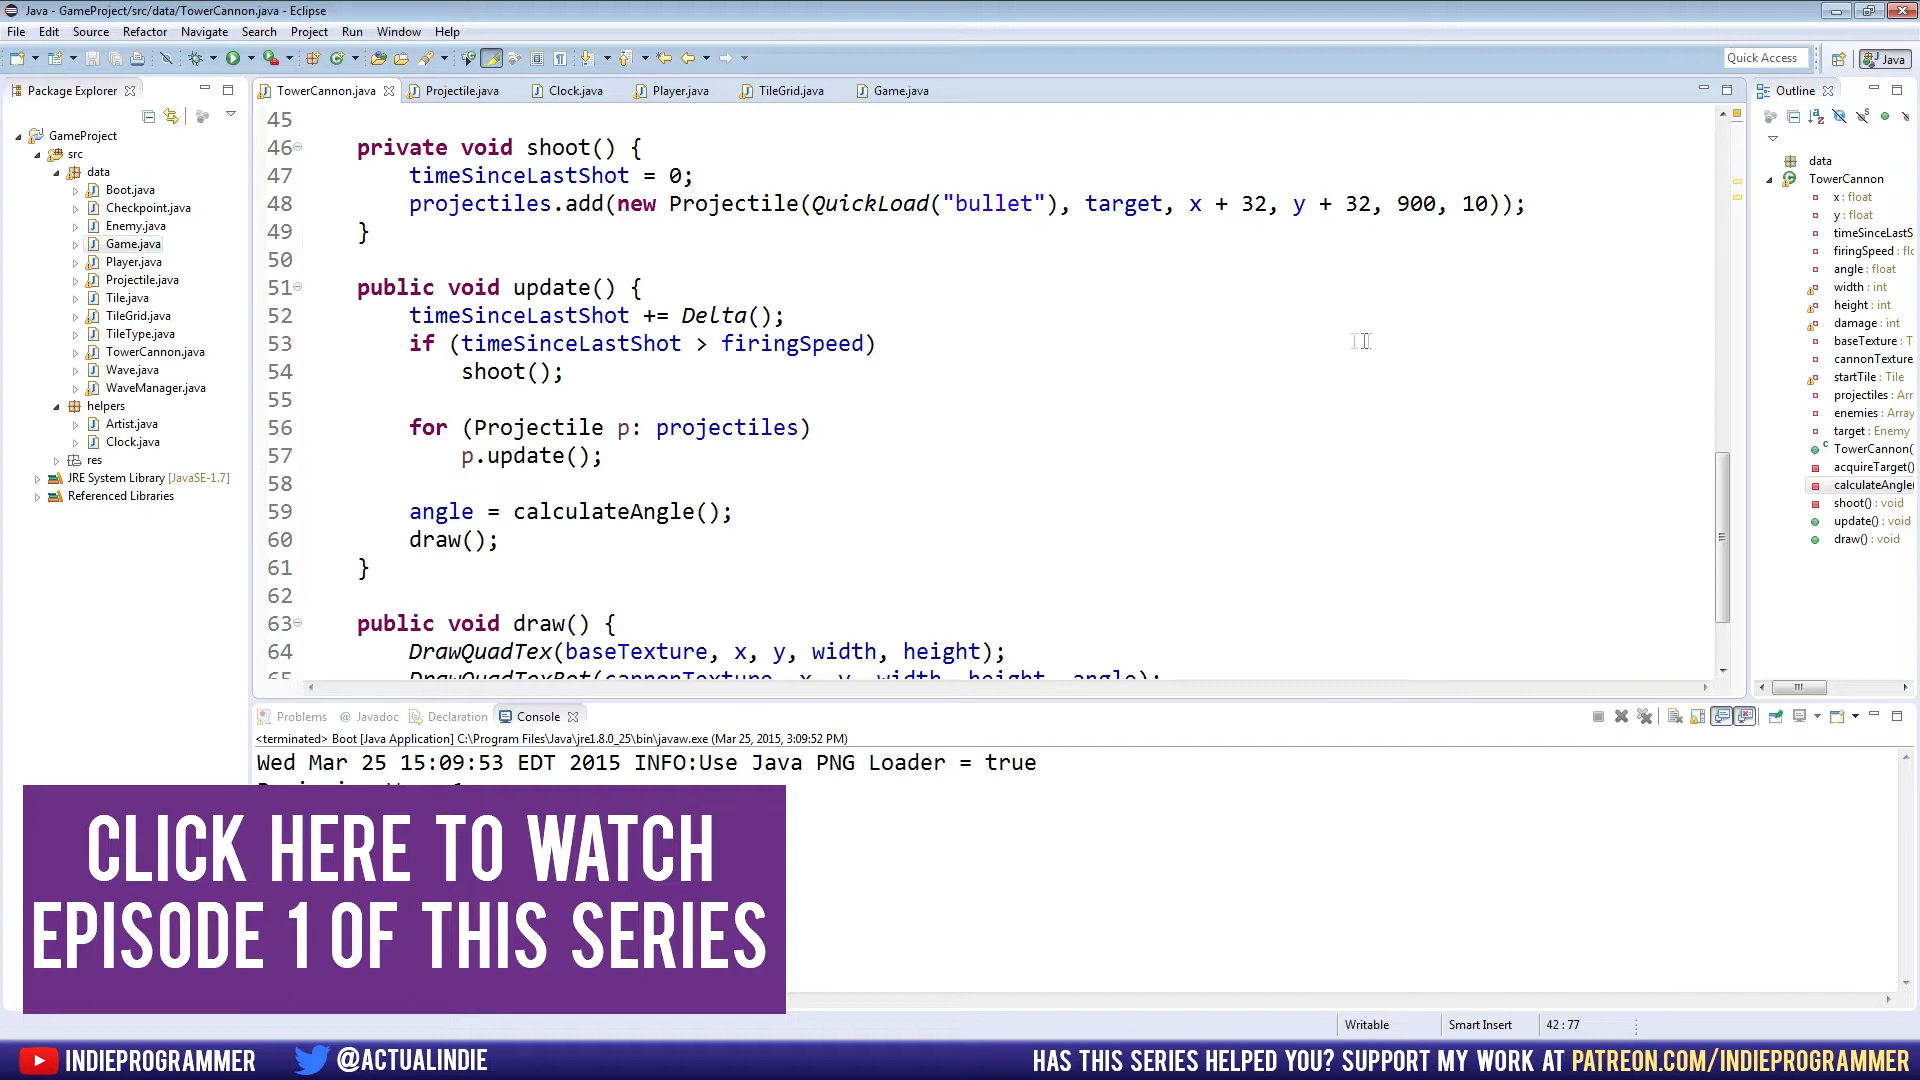 Java - GameProject/src/data/TowerCannon.java - Eclipse
File Edit Source Refactor Navigate Search Project Run Window Help
Quick Access
Java
Package Explorer
TowerCannon.java Projectile.java Clock.java Player.java TileGrid.java Game.java
Outline
GameProject
src
data
Boot.java
Checkpoint.java
Enemy.java
Game.java
Player.java
Projectile.java
Tile.java
TileGrid.java
TileType.java
TowerCannon.java
Wave.java
WaveManager.java
helpers
Artist.java
Clock.java
res
JRE System Library [JavaSE-1.7]
Referenced Libraries
45
46 private void shoot() {
47 timeSinceLastShot = 0;
48 projectiles.add(new Projectile(QuickLoad("bullet"), target, x + 32, y + 32, 900, 10));
49 }
50
51 public void update() {
52 timeSinceLastShot += Delta();
53 if (timeSinceLastShot > firingSpeed)
54 shoot();
55
56 for (Projectile p: projectiles)
57 p.update();
58
59 angle = calculateAngle();
60 draw();
61 }
62
63 public void draw() {
64 DrawQuadTex(baseTexture, x, y, width, height);
65 DrawQuadTexRot(cannonTexture, x, y, width, height, angle);
data
TowerCannon
x : float
y : float
timeSinceLastS
firingSpeed : flo
angle : float
width : int
height : int
damage : int
baseTexture : T
cannonTexture
startTile : Tile
projectiles : Arr
enemies : Array
target : Enemy
TowerCannon(
acquireTarget()
calculateAngle(
shoot() : void
update() : void
draw() : void
Problems @ Javadoc Declaration Console
<terminated> Boot [Java Application] C:\Program Files\Java\jre1.8.0_25\bin\javaw.exe (Mar 25, 2015, 3:09:52 PM)
Wed Mar 25 15:09:53 EDT 2015 INFO:Use Java PNG Loader = true
CLICK HERE TO WATCH
EPISODE 1 OF THIS SERIES
Writable Smart Insert 42 : 77
INDIEPROGRAMMER @ACTUALINDIE HAS THIS SERIES HELPED YOU? SUPPORT MY WORK AT PATREON.COM/INDIEPROGRAMMER